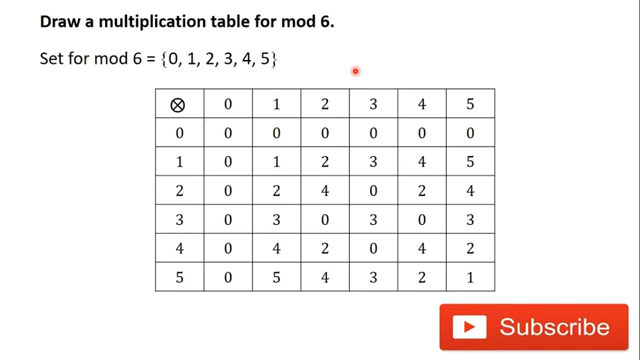 Draw a multiplication table for mod 6.
Set for mod 6 = {0, 1, 2, 3, 4, 5}
⊗ 0 1 2 3 4 5
0 0 0 0 0 0 0
1 0 1 2 3 4 5
2 0 2 4 0 2 4
3 0 3 0 3 0 3
4 0 4 2 0 4 2
5 0 5 4 3 2 1
Subscribe